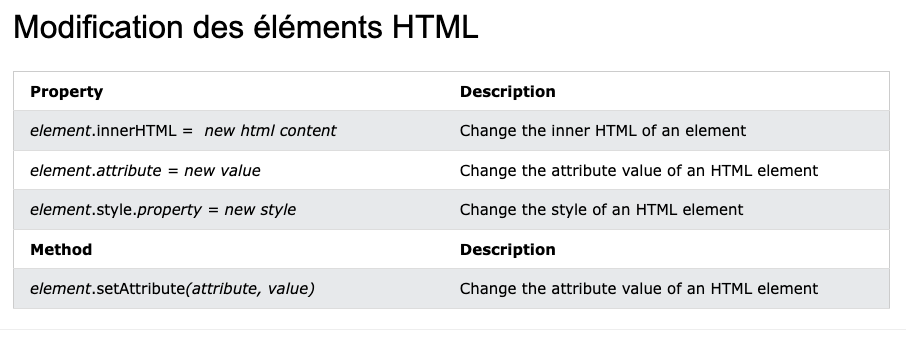 Modification des éléments HTML
Property Description
element.innerHTML = new html content Change the inner HTML of an element
element.attribute = new value Change the attribute value of an HTML element
element.style.property = new style Change the style of an HTML element
Method Description
element.setAttribute(attribute, value) Change the attribute value of an HTML element